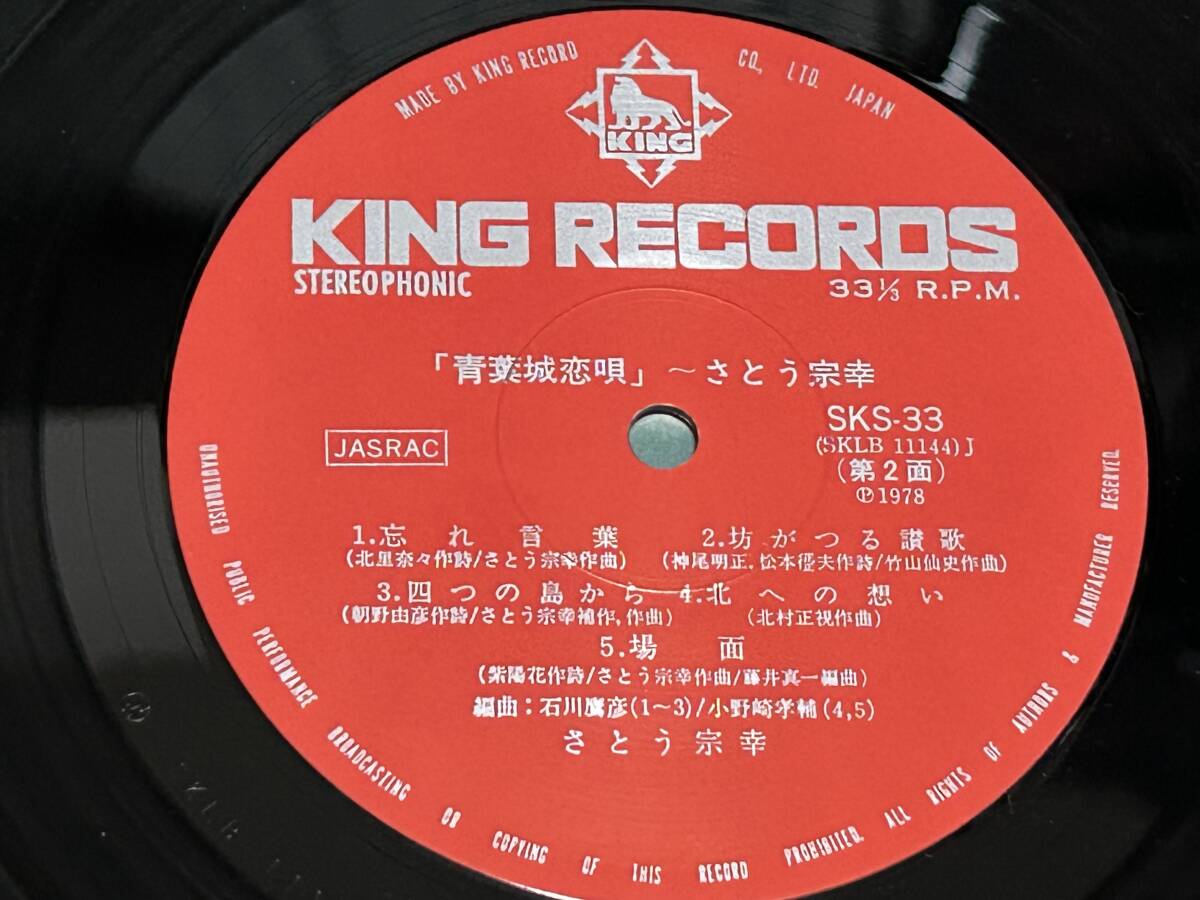 MADE BY KING RECORD CO., LTD. JAPAN
KING
KING RECORDS
STEREOPHONIC 33⅓ R.P.M.
「青葉城恋唄」～さとう宗幸
JASRAC
SKS-33
(SKLB 11144)J
(第2面)
Ⓟ1978
1.忘れ言葉 2.坊がつる讃歌
(北里奈々作詩/さとう宗幸作曲) (神尾明正、松本徰夫作詩/竹山仙史作曲)
3.四つの島から 4.北への想い
(朝野由彦作詩/さとう宗幸補作,作曲) (北村正視作曲)
5.場面
(紫陽花作詩/さとう宗幸作曲/藤井真一編曲)
編曲:石川鷹彦(1～3)/小野崎孝輔(4,5)
さとう宗幸
UNAUTHORIZED PUBLIC PERFORMANCE BROADCASTING OR COPYING OF THIS RECORD PROHIBITED. ALL RIGHTS OF AUTHORS & MANUFACTURER RESERVED.